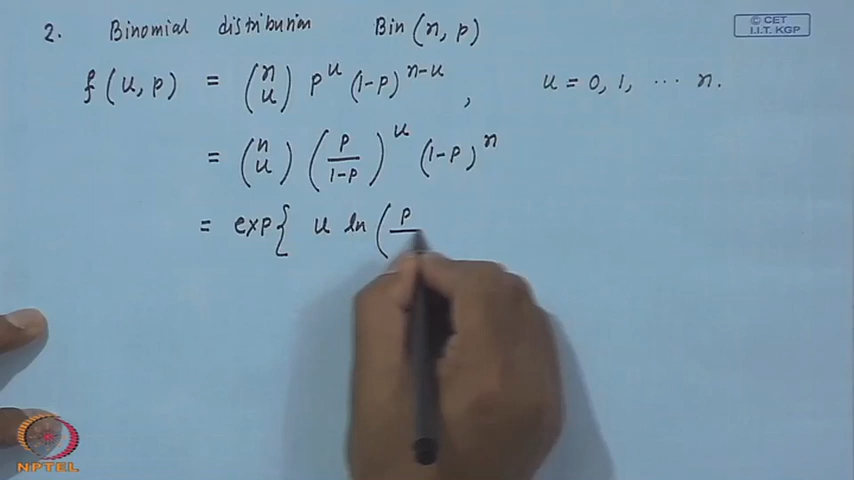 2. Binomial distribution Bin (n, p)
© CET
I.I.T. KGP
f(u, p) = (n u) p^u (1-p)^{n-u}, u = 0, 1, ... n.
= (n u) (p/1-p)^u (1-p)^n
= exp{ u ln (p/
NPTEL